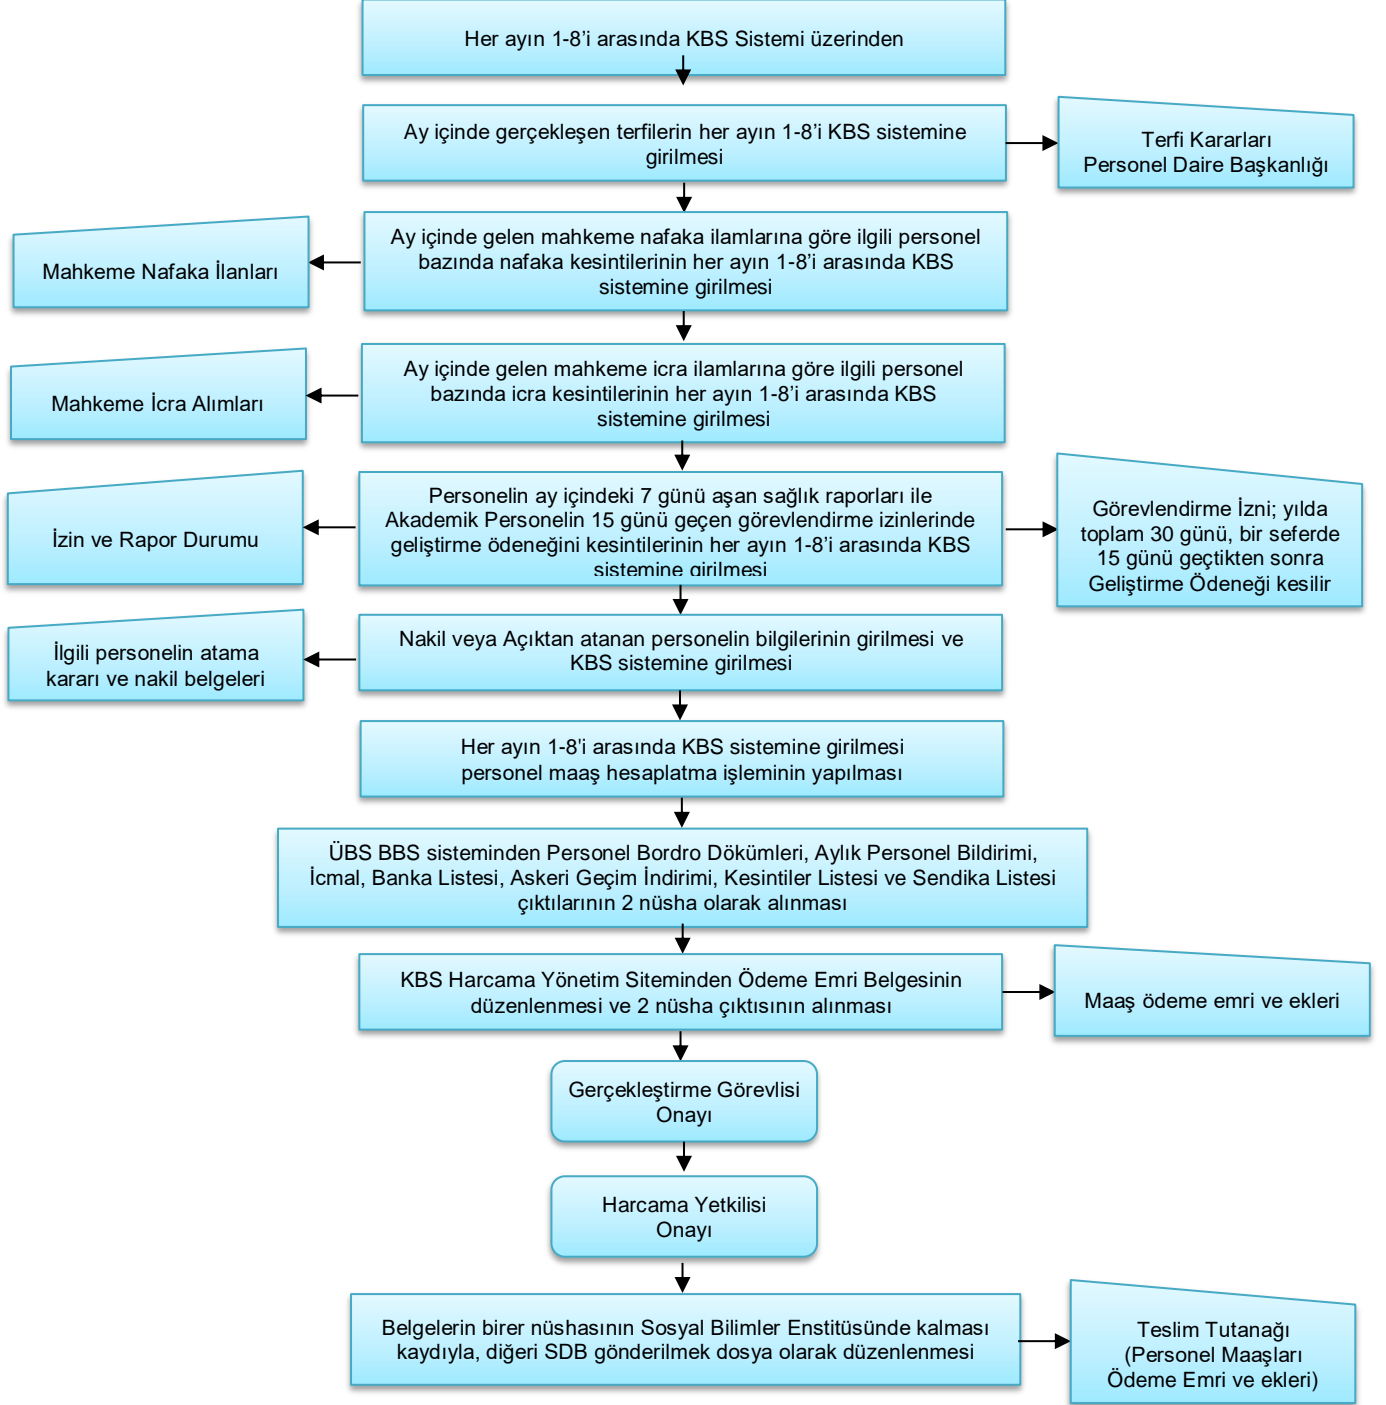 Her ayın 1-8’i arasında KBS Sistemi üzerinden
Ay içinde gerçekleşen terfilerin her ayın 1-8’i KBS sistemine
girilmesi
Terfi Kararları
Personel Daire Başkanlığı
Ay içinde gelen mahkeme nafaka ilamlarına göre ilgili personel
bazında nafaka kesintilerinin her ayın 1-8’i arasında KBS
sistemine girilmesi
Mahkeme Nafaka İlanları
Ay içinde gelen mahkeme icra ilamlarına göre ilgili personel
bazında icra kesintilerinin her ayın 1-8’i arasında KBS
sistemine girilmesi
Mahkeme İcra Alımları
Personelin ay içindeki 7 günü aşan sağlık raporları ile
Akademik Personelin 15 günü geçen görevlendirme izinlerinde
geliştirme ödeneğini kesintilerinin her ayın 1-8’i arasında KBS
sistemine girilmesi
İzin ve Rapor Durumu
Görevlendirme İzni; yılda
toplam 30 günü, bir seferde
15 günü geçtikten sonra
Geliştirme Ödeneği kesilir
Nakil veya Açıktan atanan personelin bilgilerinin girilmesi ve
KBS sistemine girilmesi
İlgili personelin atama
kararı ve nakil belgeleri
Her ayın 1-8'i arasında KBS sistemine girilmesi
personel maaş hesaplatma işleminin yapılması
ÜBS BBS sisteminden Personel Bordro Dökümleri, Aylık Personel Bildirimi,
İcmal, Banka Listesi, Askeri Geçim İndirimi, Kesintiler Listesi ve Sendika Listesi
çıktılarının 2 nüsha olarak alınması
KBS Harcama Yönetim Siteminden Ödeme Emri Belgesinin
düzenlenmesi ve 2 nüsha çıktısının alınması
Maaş ödeme emri ve ekleri
Gerçekleştirme Görevlisi
Onayı
Harcama Yetkilisi
Onayı
Belgelerin birer nüshasının Sosyal Bilimler Enstitüsünde kalması
kaydıyla, diğeri SDB gönderilmek dosya olarak düzenlenmesi
Teslim Tutanağı
(Personel Maaşları
Ödeme Emri ve ekleri)